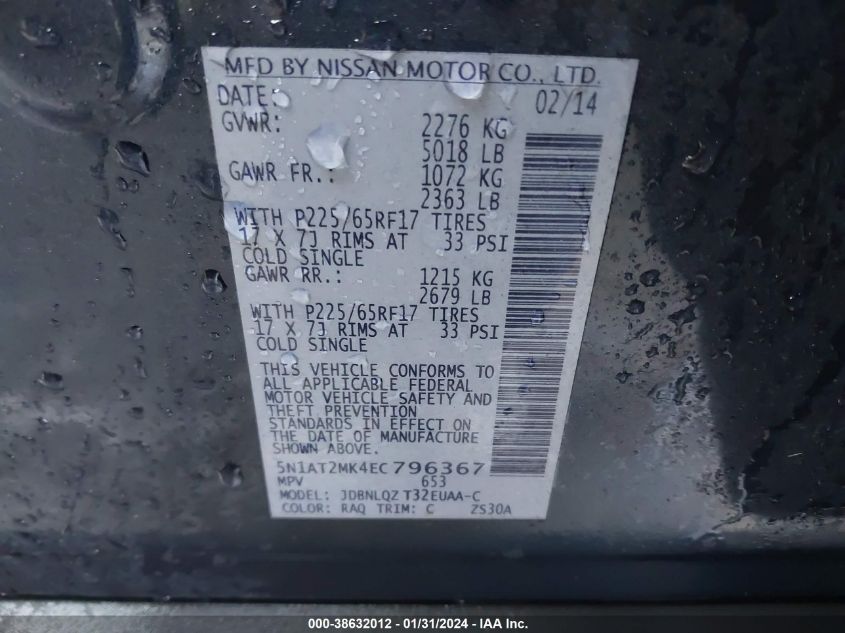 MFD BY NISSAN MOTOR CO., LTD.
DATE: 02/14
GVWR: 2276 KG
5018 LB
GAWR FR.: 1072 KG
2363 LB
WITH P225/65RF17 TIRES
17 X 7J RIMS AT 33 PSI
COLD SINGLE
GAWR RR.: 1215 KG
2679 LB
WITH P225/65RF17 TIRES
17 X 7J RIMS AT 33 PSI
COLD SINGLE
THIS VEHICLE CONFORMS TO
ALL APPLICABLE FEDERAL
MOTOR VEHICLE SAFETY AND
THEFT PREVENTION
STANDARDS IN EFFECT ON
THE DATE OF MANUFACTURE
SHOWN ABOVE.
5N1AT2MK4EC796367
MPV 653
MODEL: JDBNLQZ T32EUAA-C
COLOR: RAQ TRIM: C ZS30A
000-38632012 - 01/31/2024 - IAA Inc.